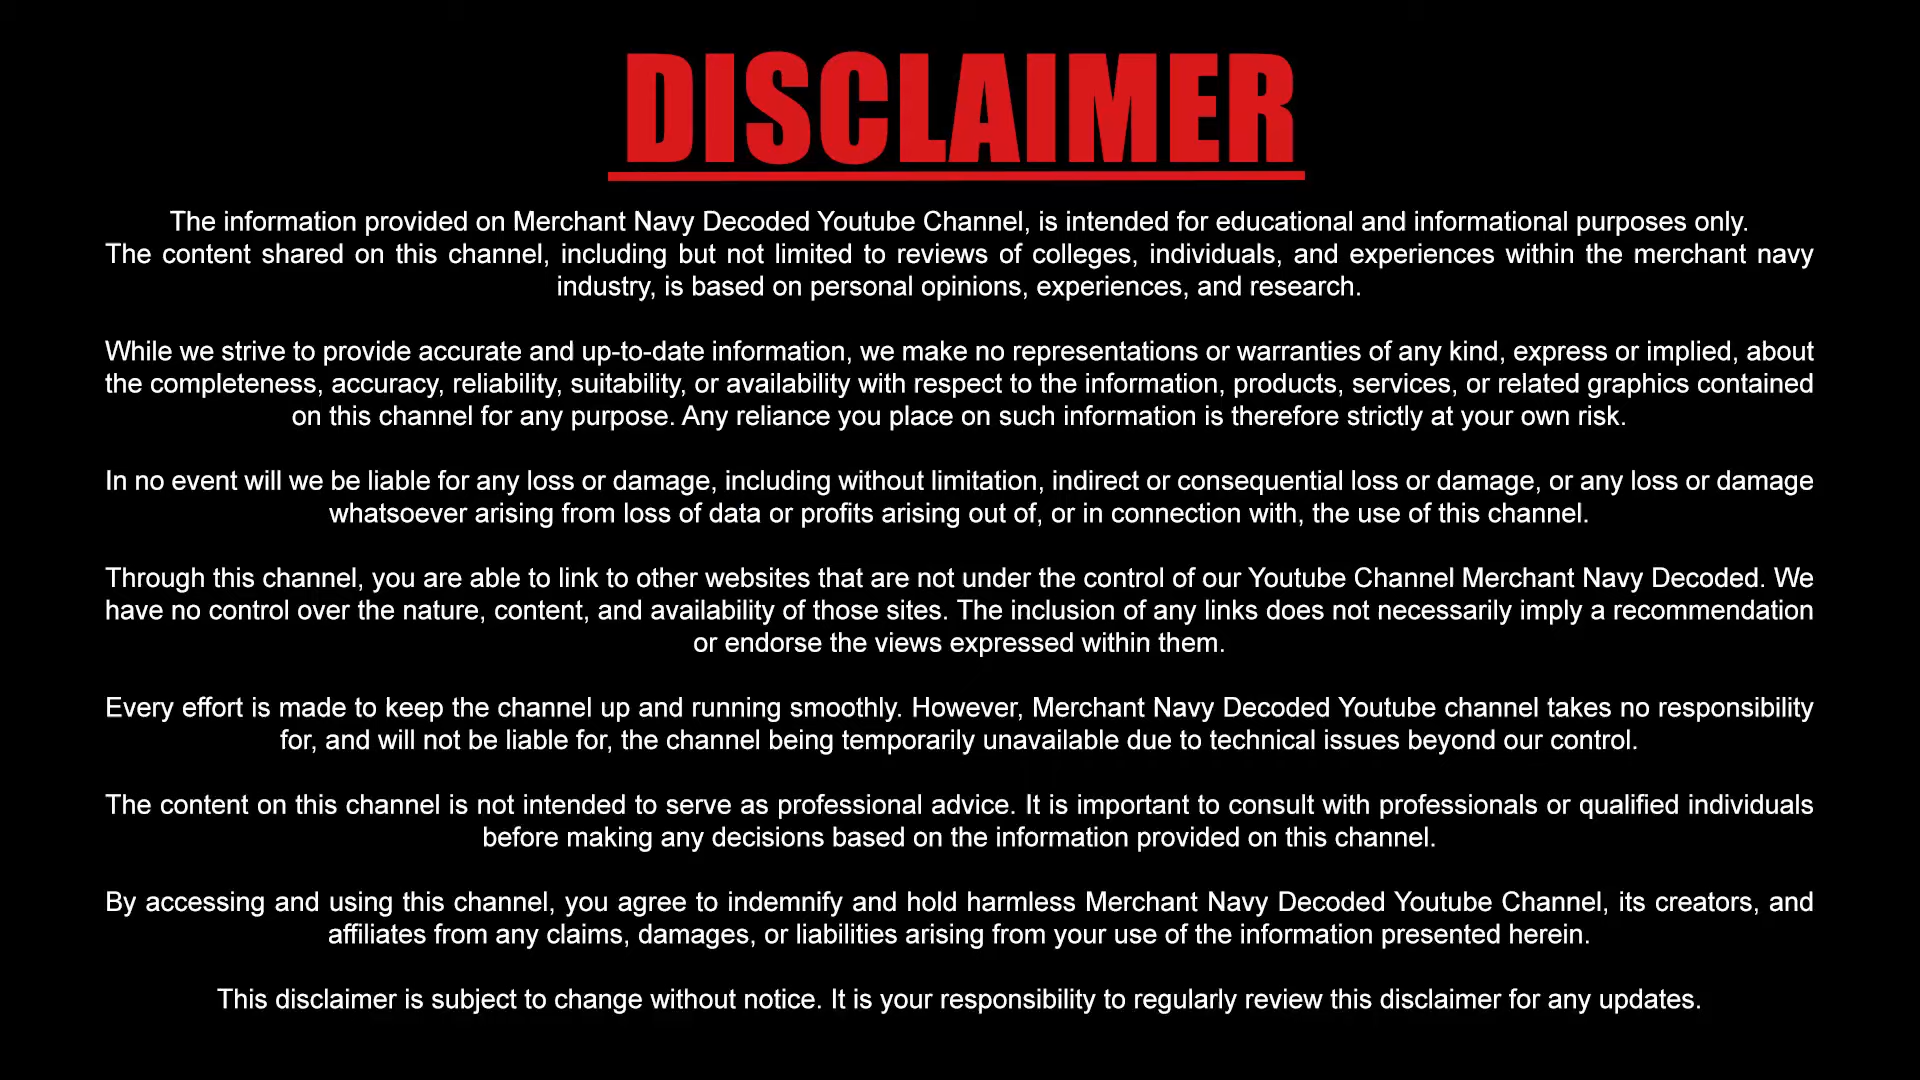 DISCLAIMER
The information provided on Merchant Navy Decoded Youtube Channel, is intended for educational and informational purposes only.
The content shared on this channel, including but not limited to reviews of colleges, individuals, and experiences within the merchant navy
industry, is based on personal opinions, experiences, and research.
While we strive to provide accurate and up-to-date information, we make no representations or warranties of any kind, express or implied, about
the completeness, accuracy, reliability, suitability, or availability with respect to the information, products, services, or related graphics contained
on this channel for any purpose. Any reliance you place on such information is therefore strictly at your own risk.
In no event will we be liable for any loss or damage, including without limitation, indirect or consequential loss or damage, or any loss or damage
whatsoever arising from loss of data or profits arising out of, or in connection with, the use of this channel.
Through this channel, you are able to link to other websites that are not under the control of our Youtube Channel Merchant Navy Decoded. We
have no control over the nature, content, and availability of those sites. The inclusion of any links does not necessarily imply a recommendation
or endorse the views expressed within them.
Every effort is made to keep the channel up and running smoothly. However, Merchant Navy Decoded Youtube channel takes no responsibility
for, and will not be liable for, the channel being temporarily unavailable due to technical issues beyond our control.
The content on this channel is not intended to serve as professional advice. It is important to consult with professionals or qualified individuals
before making any decisions based on the information provided on this channel.
By accessing and using this channel, you agree to indemnify and hold harmless Merchant Navy Decoded Youtube Channel, its creators, and
affiliates from any claims, damages, or liabilities arising from your use of the information presented herein.
This disclaimer is subject to change without notice. It is your responsibility to regularly review this disclaimer for any updates.